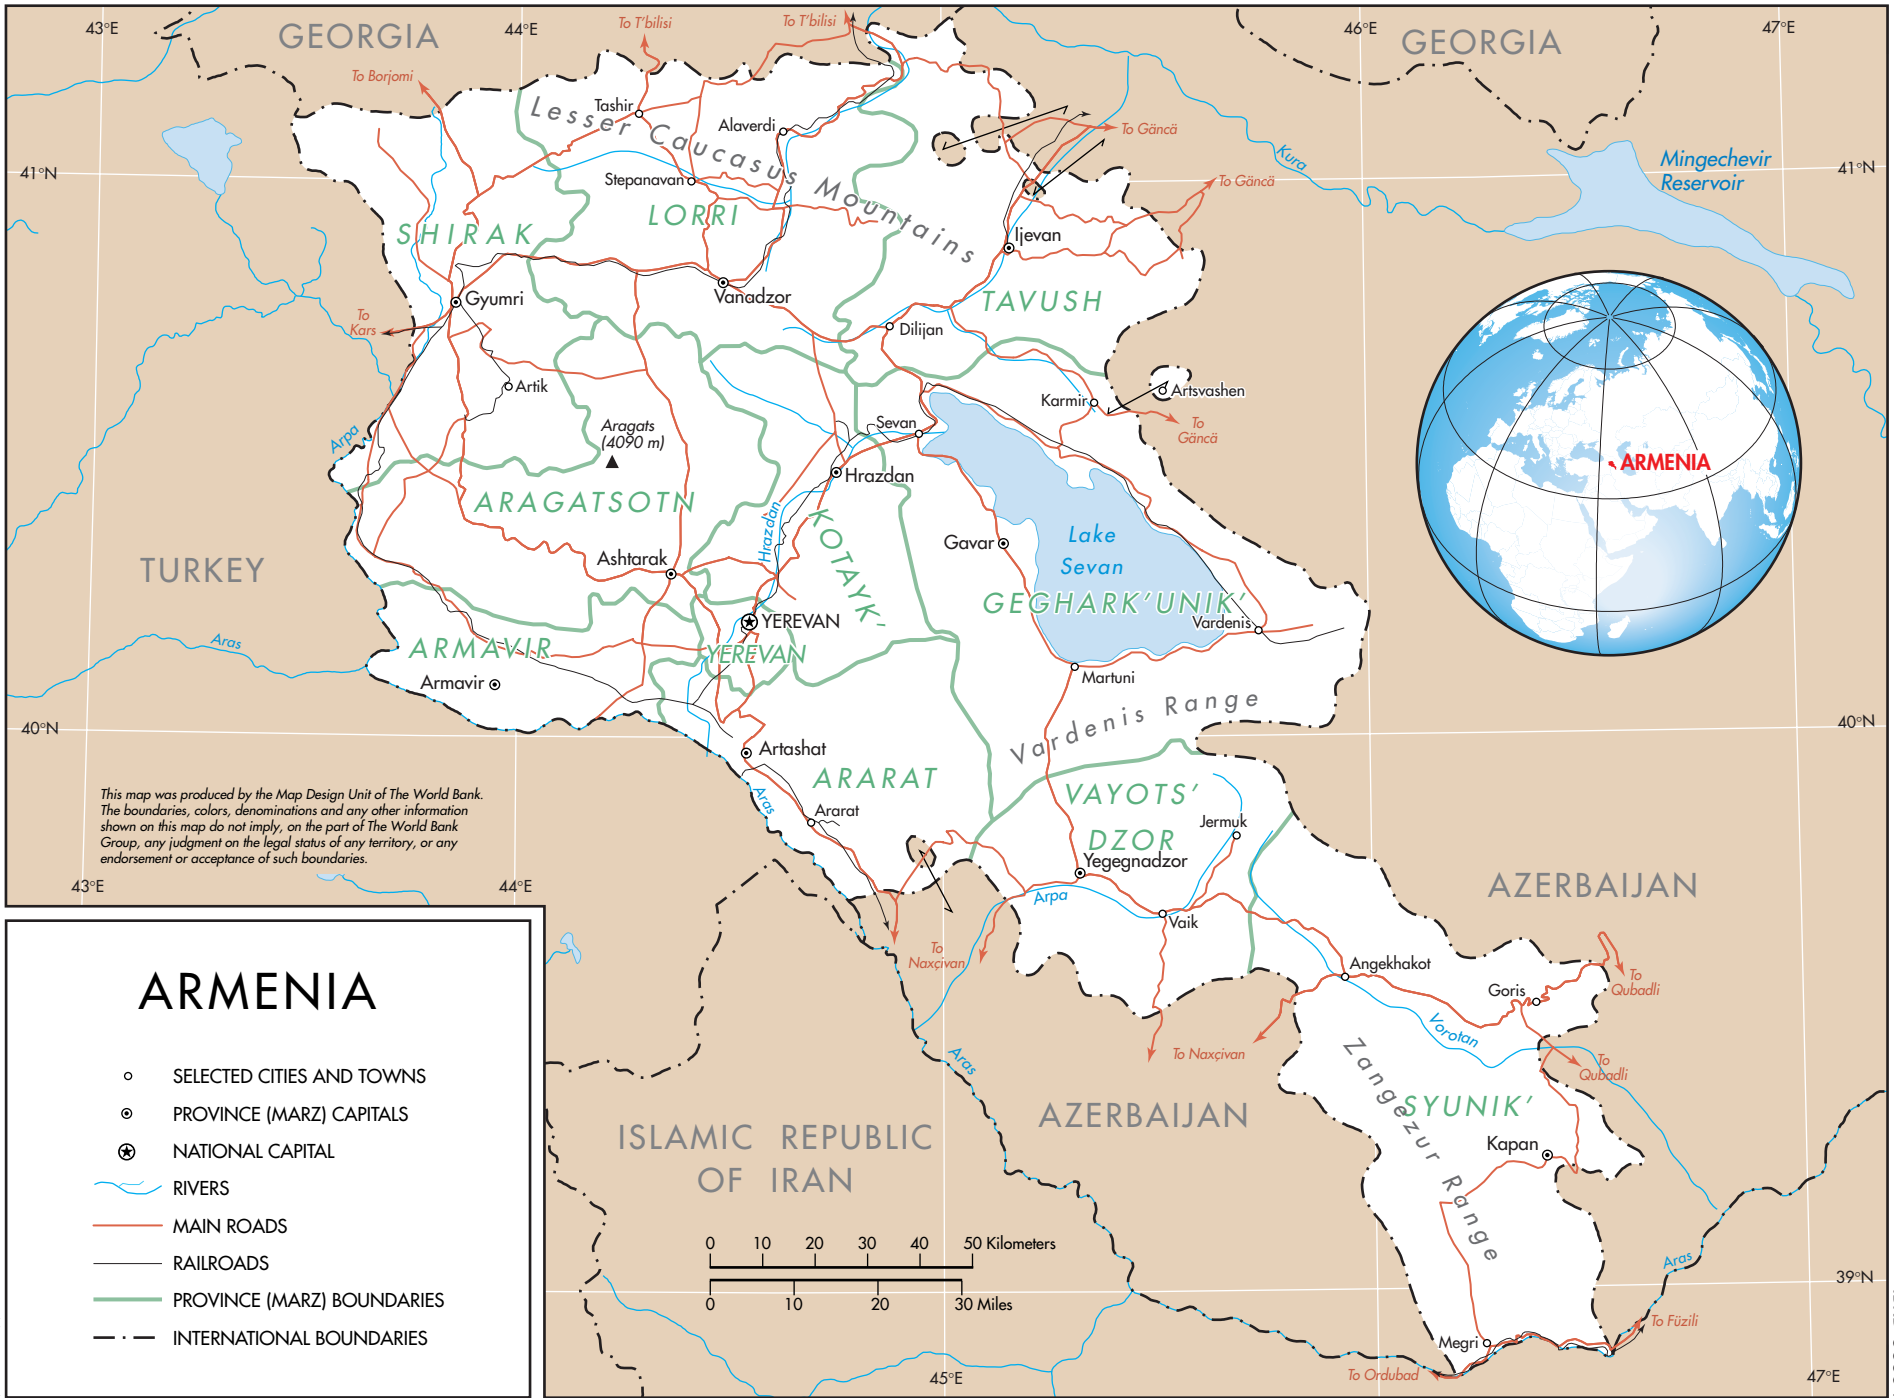 43°E
GEORGIA
44°E
To T'bilisi
To T'bilisi
46°E
GEORGIA
47°E
To Borjomi
Tashir
Alaverdi
Lesser Caucasus Mountains
To Gäncä
Kura
Mingechevir
Reservoir
41°N
41°N
Stepanavan
To Gäncä
SHIRAK
LORRI
Ijevan
Gyumri
Vanadzor
TAVUSH
To
Kars
Dilijan
Artik
Karmir
Artsvashen
To
Gäncä
Arpa
Aragats
(4090 m)
Sevan
Hrazdan
ARMENIA
ARAGATSOTN
Hrazdan
KOTAYK'
Gavar
Lake
Sevan
TURKEY
Ashtarak
GEGHARK'UNIK'
YEREVAN
Vardenis
Aras
ARMAVIR
YEREVAN
Armavir
Martuni
Vardenis Range
40°N
40°N
Artashat
ARARAT
VAYOTS'
DZOR
Aras
Ararat
Jermuk
Yegegnadzor
This map was produced by the Map Design Unit of The World Bank.
The boundaries, colors, denominations and any other information
shown on this map do not imply, on the part of The World Bank
Group, any judgment on the legal status of any territory, or any
endorsement or acceptance of such boundaries.
43°E
44°E
Arpa
Vaik
AZERBAIJAN
To
Naxçivan
Angekhakot
Goris
To
Qubadli
Vorotan
To Naxçivan
To
Qubadli
Aras
Zangezur Range
SYUNIK'
AZERBAIJAN
ISLAMIC REPUBLIC
OF IRAN
Kapan
ARMENIA
SELECTED CITIES AND TOWNS
PROVINCE (MARZ) CAPITALS
NATIONAL CAPITAL
RIVERS
MAIN ROADS
RAILROADS
PROVINCE (MARZ) BOUNDARIES
INTERNATIONAL BOUNDARIES
0 10 20 30 40 50 Kilometers
0 10 20 30 Miles
Aras
39°N
To Füzili
Megri
To Ordubad
45°E
47°E